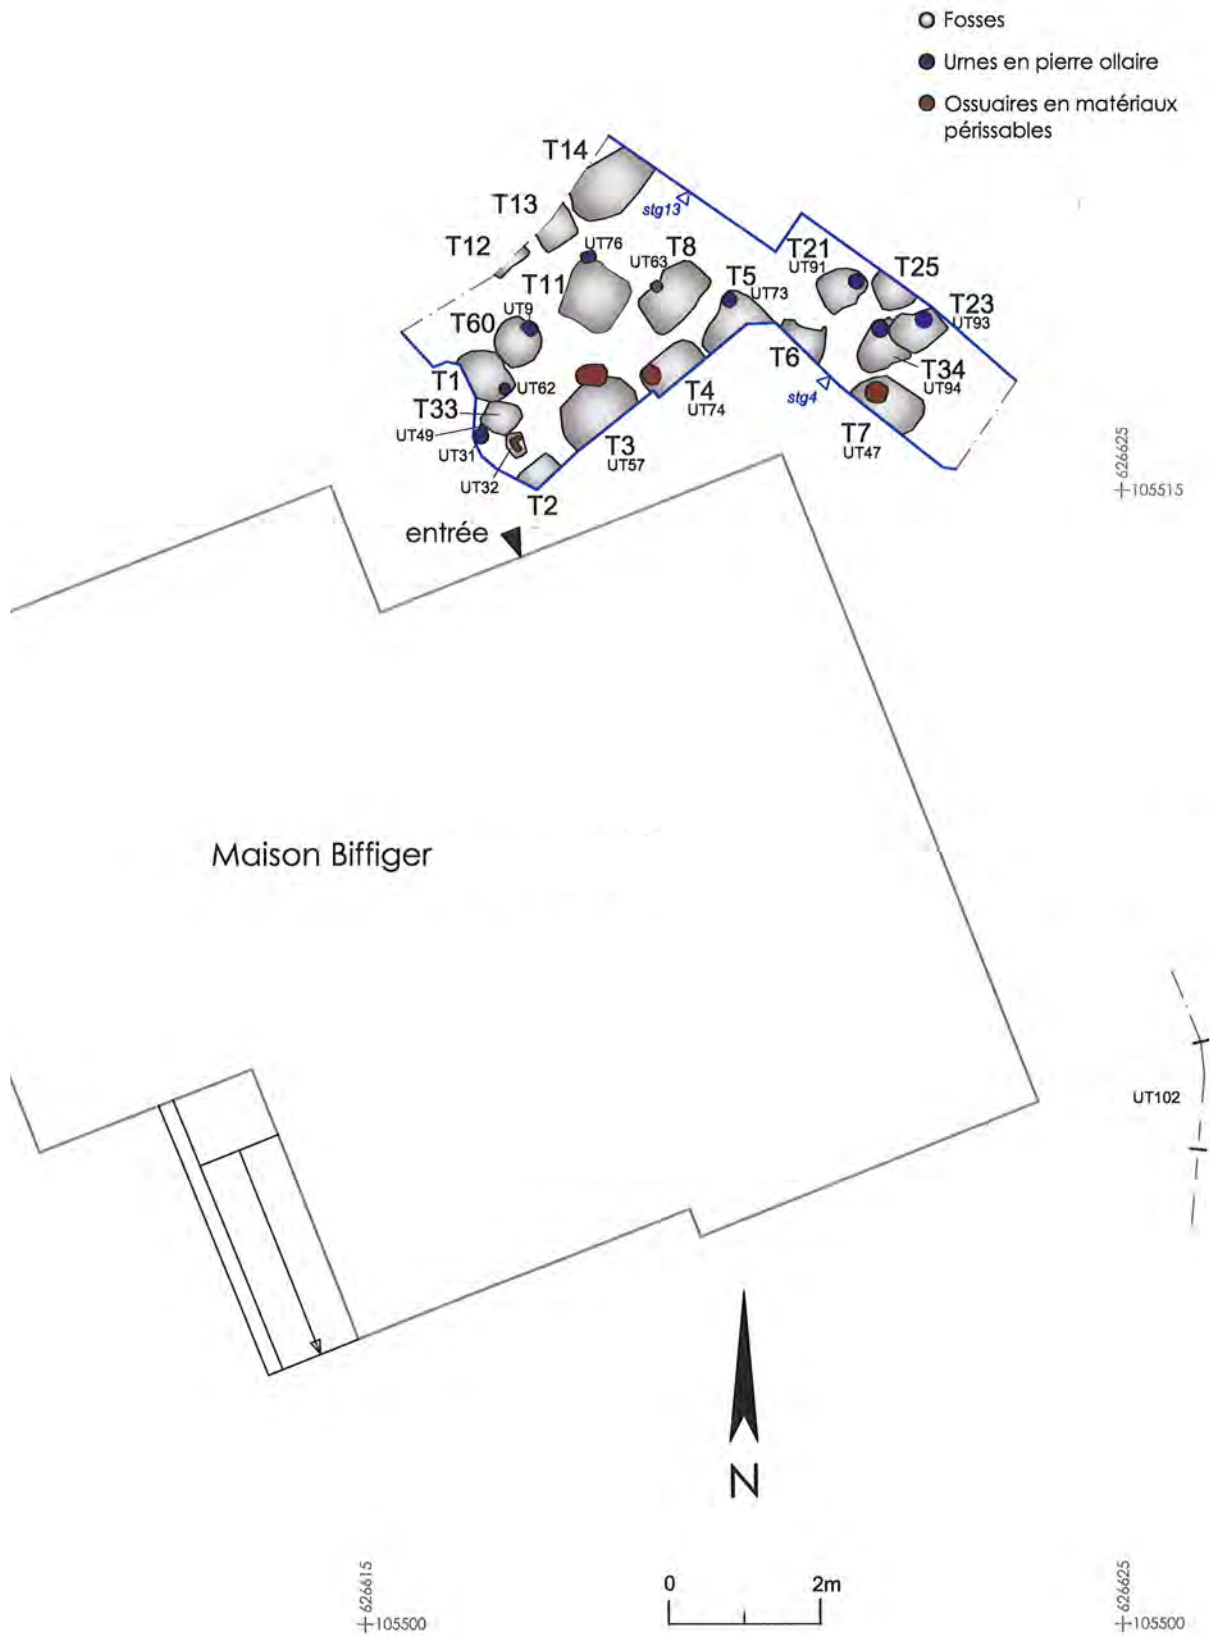 Fosses
Urnes en pierre ollaire
Ossuaires en matériaux
périssables
T14
stg13
T13
UT76
T12
UT63
T8
T21
UT91
T25
T11
T5
UT73
T23
UT93
UT9
T60
T6
T34
UT94
T1
UT62
stg4
T4
UT74
T33
T7
UT47
UT49
T3
UT57
UT31
UT32
T2
626625
105515
entrée
Maison Biffiger
UT102
N
626615
105500
0
2m
626625
105500